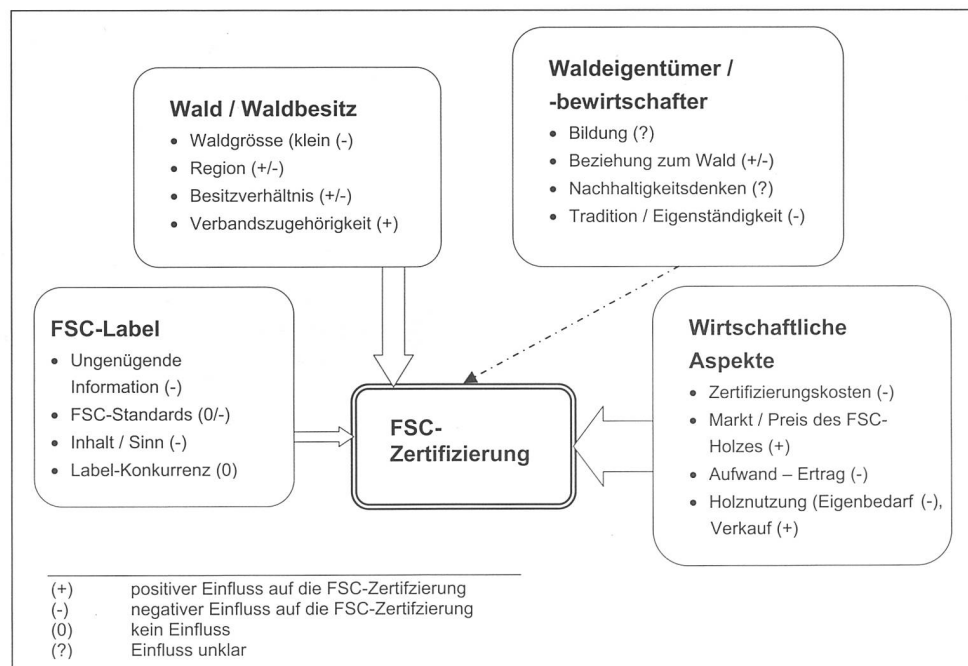 Wald / Waldbesitz
• Waldgrösse (klein (-)
• Region (+/-)
• Besitzverhältnis (+/-)
• Verbandszugehörigkeit (+)
Waldeigentümer /
-bewirtschafter
• Bildung (?)
• Beziehung zum Wald (+/-)
• Nachhaltigkeitsdenken (?)
• Tradition / Eigenständigkeit (-)
FSC-Label
• Ungenügende
Information (-)
• FSC-Standards (0/-)
• Inhalt / Sinn (-)
• Label-Konkurrenz (0)
FSC-
Zertifizierung
Wirtschaftliche
Aspekte
• Zertifizierungskosten (-)
• Markt / Preis des FSC-
Holzes (+)
• Aufwand – Ertrag (-)
• Holznutzung (Eigenbedarf (-),
Verkauf (+)
(+) positiver Einfluss auf die FSC-Zertifzierung
(-) negativer Einfluss auf die FSC-Zertifzierung
(0) kein Einfluss
(?) Einfluss unklar